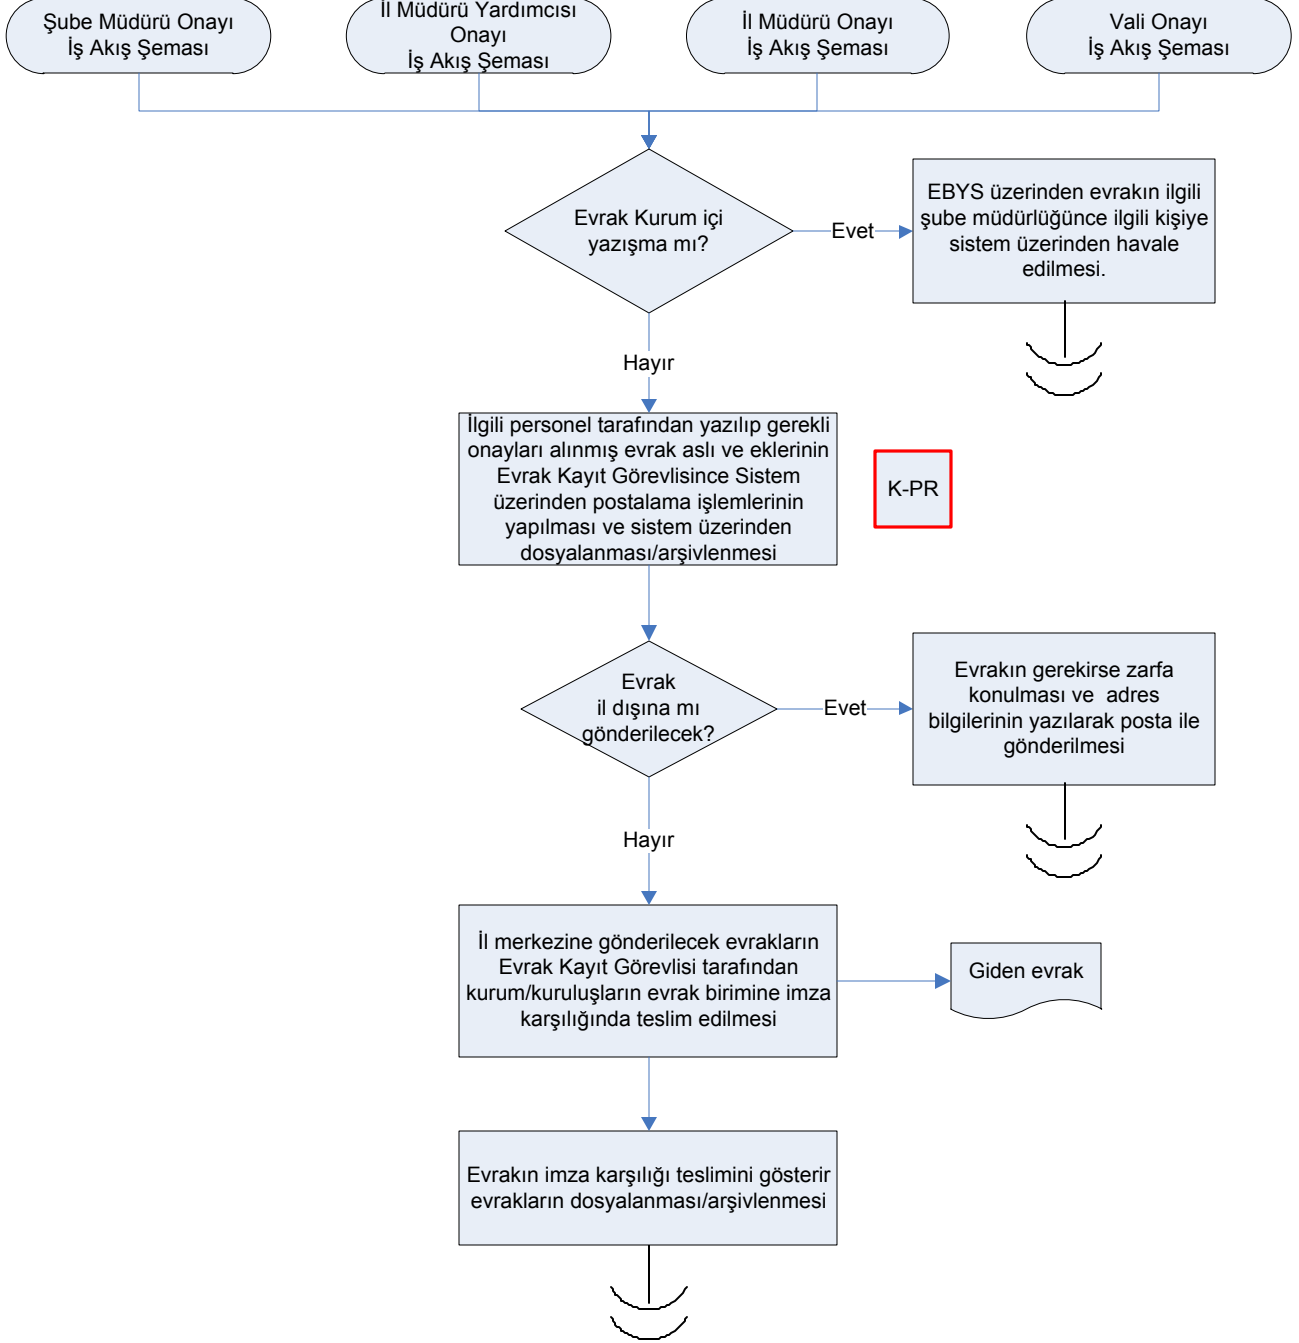 Şube Müdürü Onayı
İş Akış Şeması
İl Müdürü Yardımcısı
Onayı
İş Akış Şeması
İl Müdürü Onayı
İş Akış Şeması
Vali Onayı
İş Akış Şeması
Evrak Kurum içi
yazışma mı?
Evet
EBYS üzerinden evrakın ilgili
şube müdürlüğünce ilgili kişiye
sistem üzerinden havale
edilmesi.
Hayır
İlgili personel tarafından yazılıp gerekli
onayları alınmış evrak aslı ve eklerinin
Evrak Kayıt Görevlisince Sistem
üzerinden postalama işlemlerinin
yapılması ve sistem üzerinden
dosyalanması/arşivlenmesi
K-PR
Evrak
il dışına mı
gönderilecek?
Evet
Evrakın gerekirse zarfa
konulması ve  adres
bilgilerinin yazılarak posta ile
gönderilmesi
Hayır
İl merkezine gönderilecek evrakların
Evrak Kayıt Görevlisi tarafından
kurum/kuruluşların evrak birimine imza
karşılığında teslim edilmesi
Giden evrak
Evrakın imza karşılığı teslimini gösterir
evrakların dosyalanması/arşivlenmesi